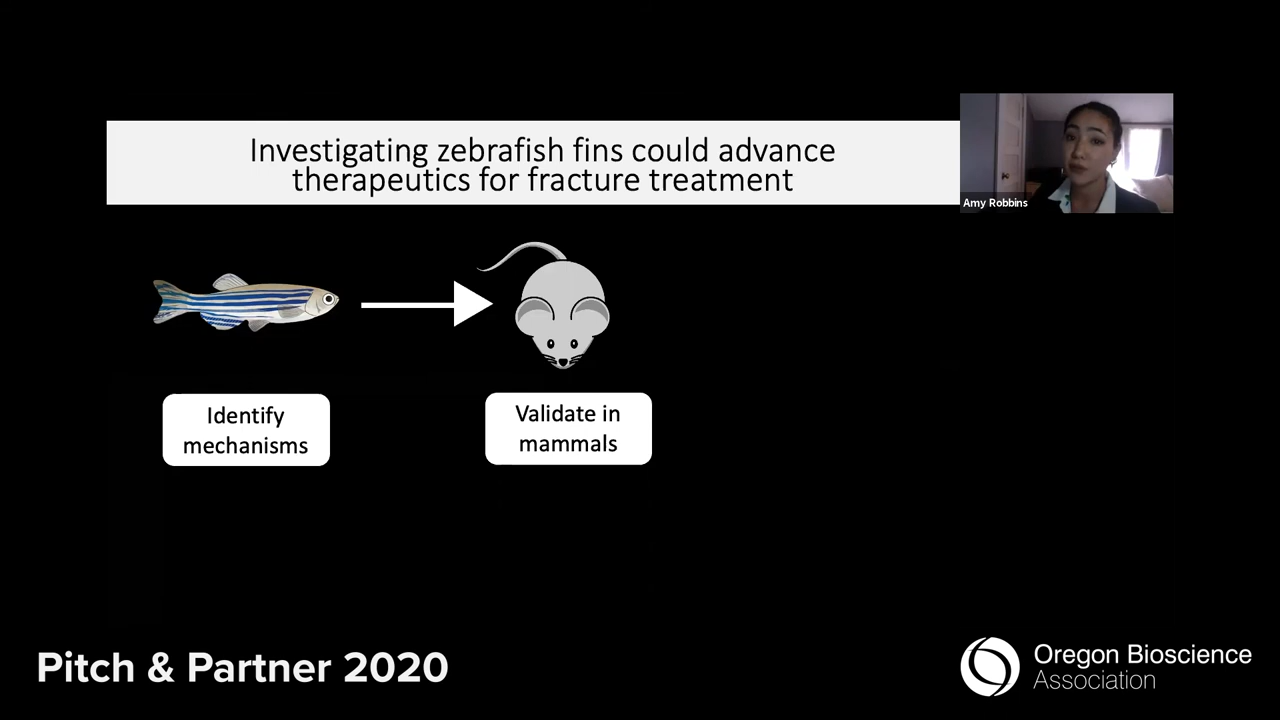 Investigating zebrafish fins could advance
therapeutics for fracture treatment
Amy Robbins
Identify
mechanisms
Validate in
mammals
Pitch & Partner 2020
Oregon Bioscience
Association